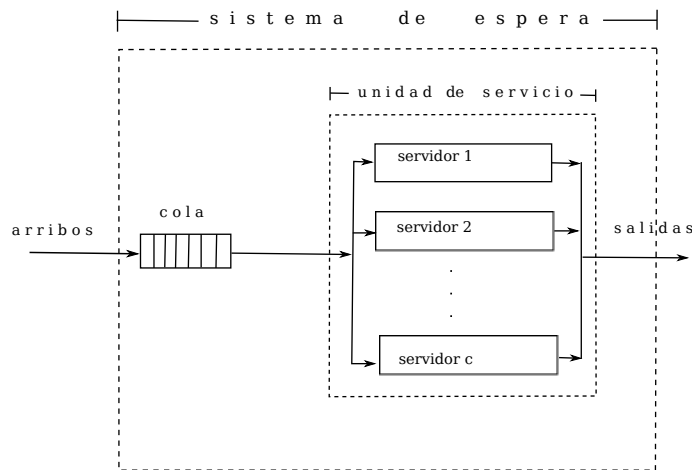 sistema de espera
unidad de servicio
servidor 1
cola
arribos
servidor 2
salidas
servidor c